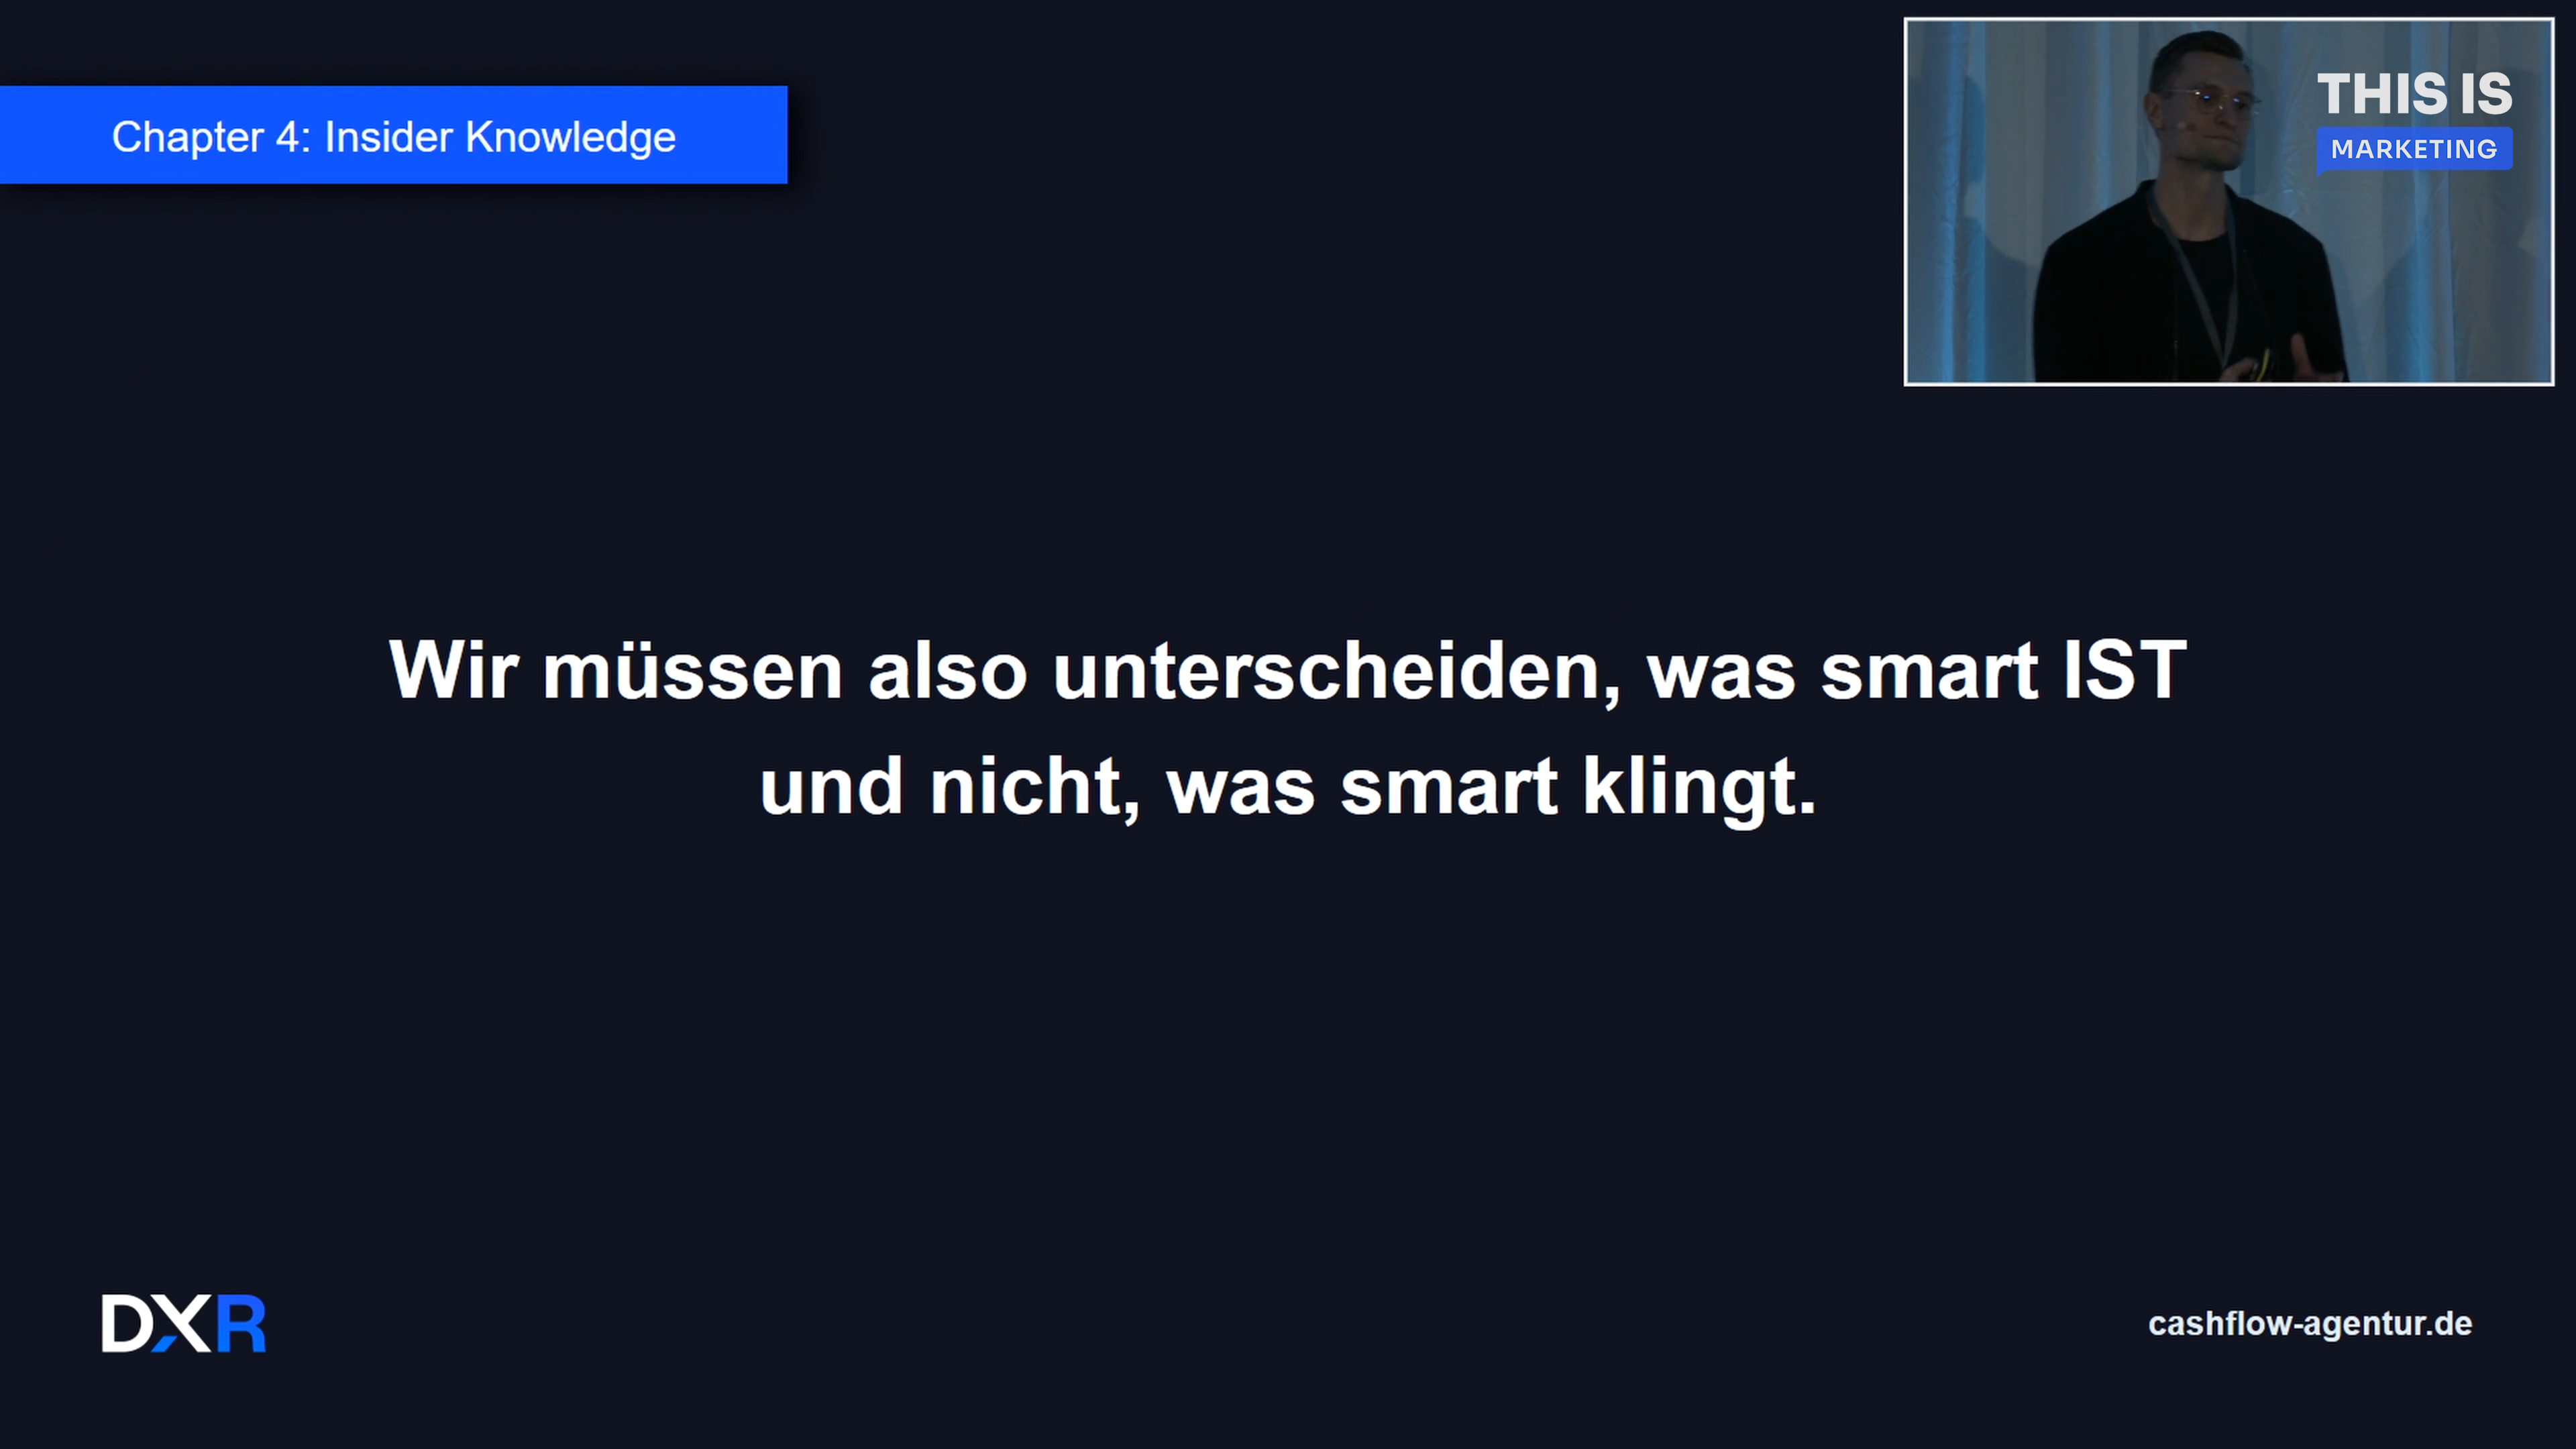 Chapter 4: Insider Knowledge
THIS IS
MARKETING
Wir müssen also unterscheiden, was smart IST
und nicht, was smart klingt.
DXR
cashflow-agentur.de